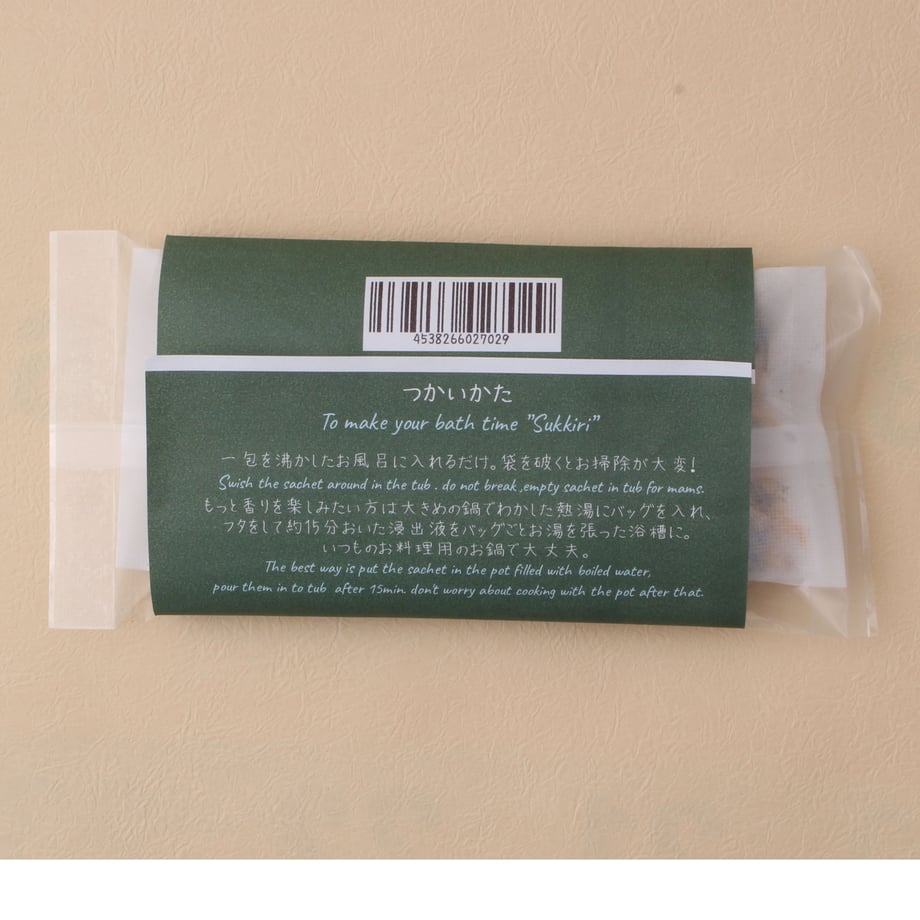 4538266027029
つかいかた
To make your bath time "Sukkiri"
一包を沸かしたお風呂に入れるだけ。袋を破くとお掃除が大変!
Swish the sachet around in the tub. do not break, empty sachet in tub for mams.
もっと香りを楽しみたい方は大きめの鍋でわかした熱湯にバッグを入れ、
フタをして約15分おいた浸出液をバッグごとお湯を張った浴槽に。
いつものお料理用のお鍋で大丈夫。
The best way is put the sachet in the pot filled with boiled water,
pour them in to tub after 15min. don't worry about cooking with the pot after that.